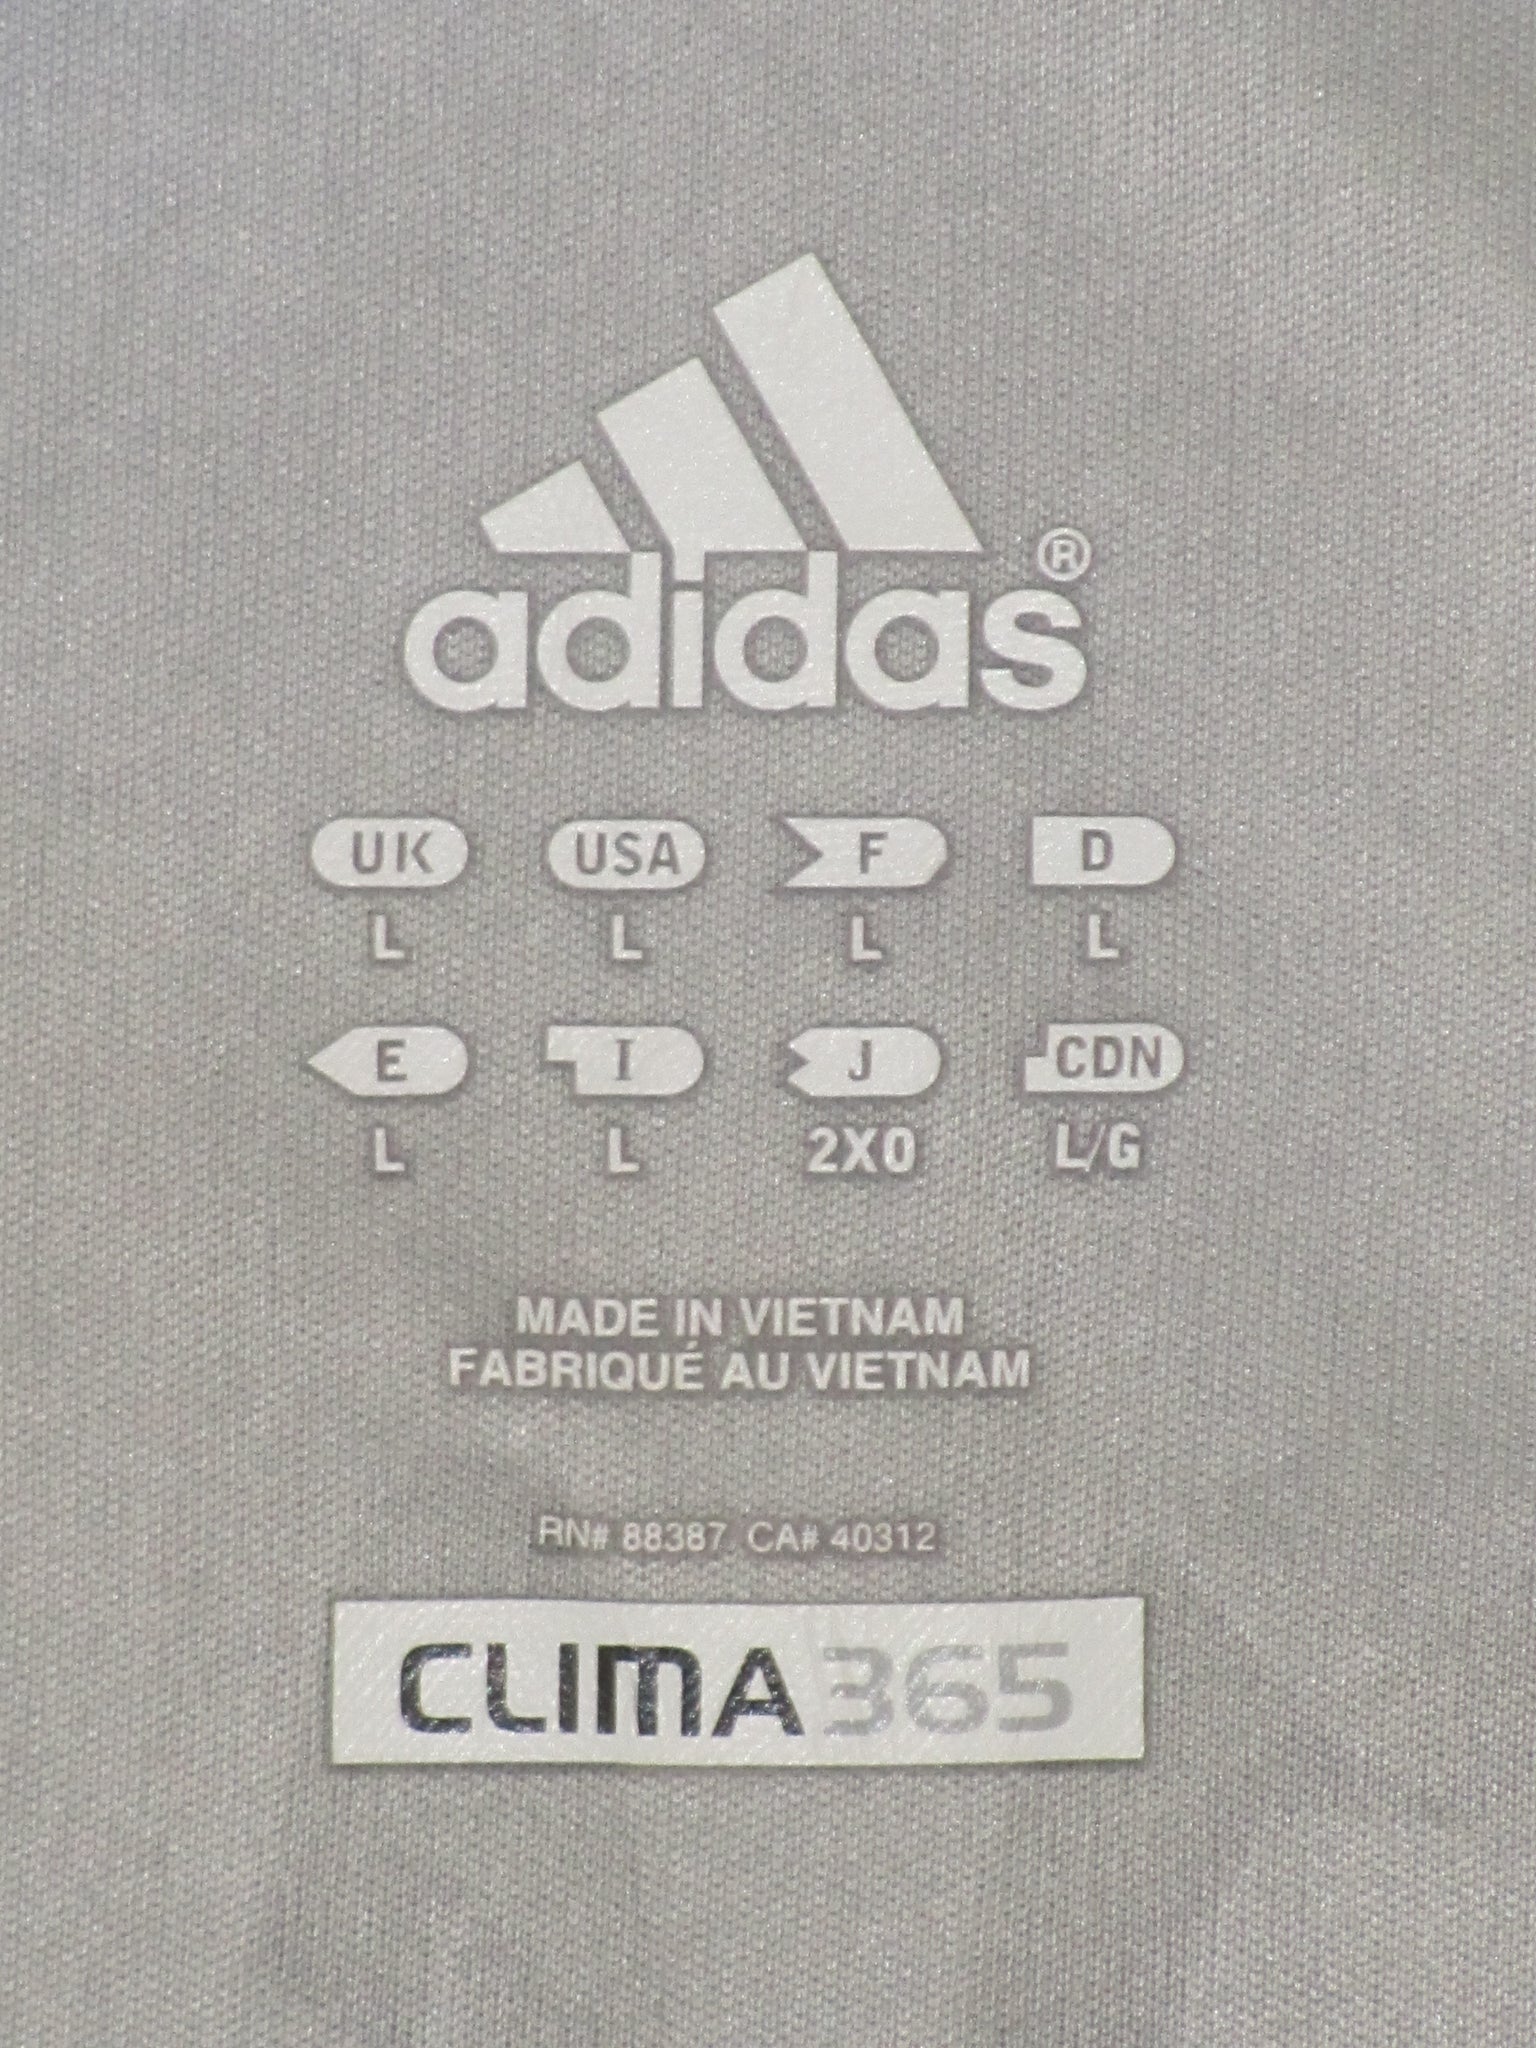 adidas®
UK USA F D
L L L L
E I J CDN
L L 2XO L/G
MADE IN VIETNAM
FABRIQUÉ AU VIETNAM
RN# 88387 CA# 40312
CLIMA365